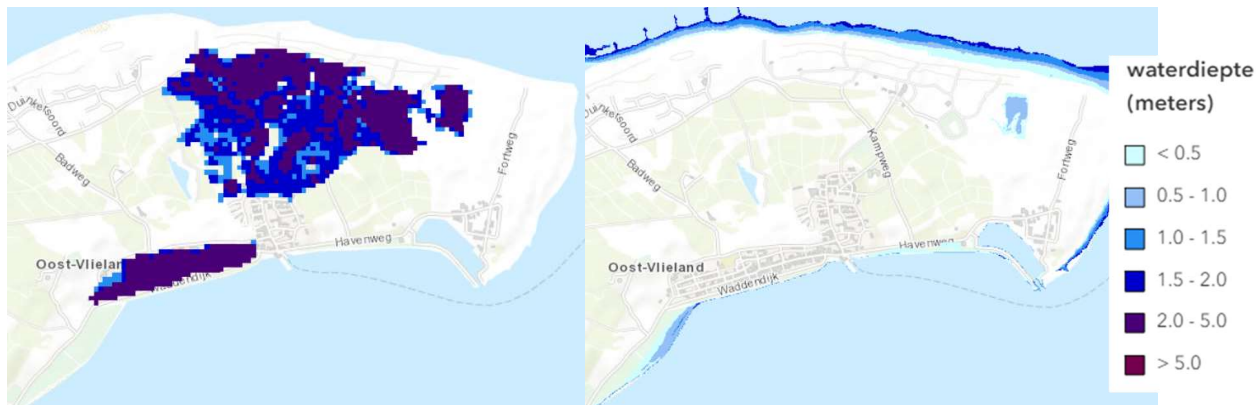 Duinkersoord
Badweg
Fortweg
Havenweg
Oost-Vlieland
Waddendijk
Duinkersoord
Badweg
Kampweg
Fortweg
Havenweg
Oost-Vlieland
Waddendijk
waterdiepte
(meters)
< 0.5
0.5 - 1.0
1.0 - 1.5
1.5 - 2.0
2.0 - 5.0
> 5.0